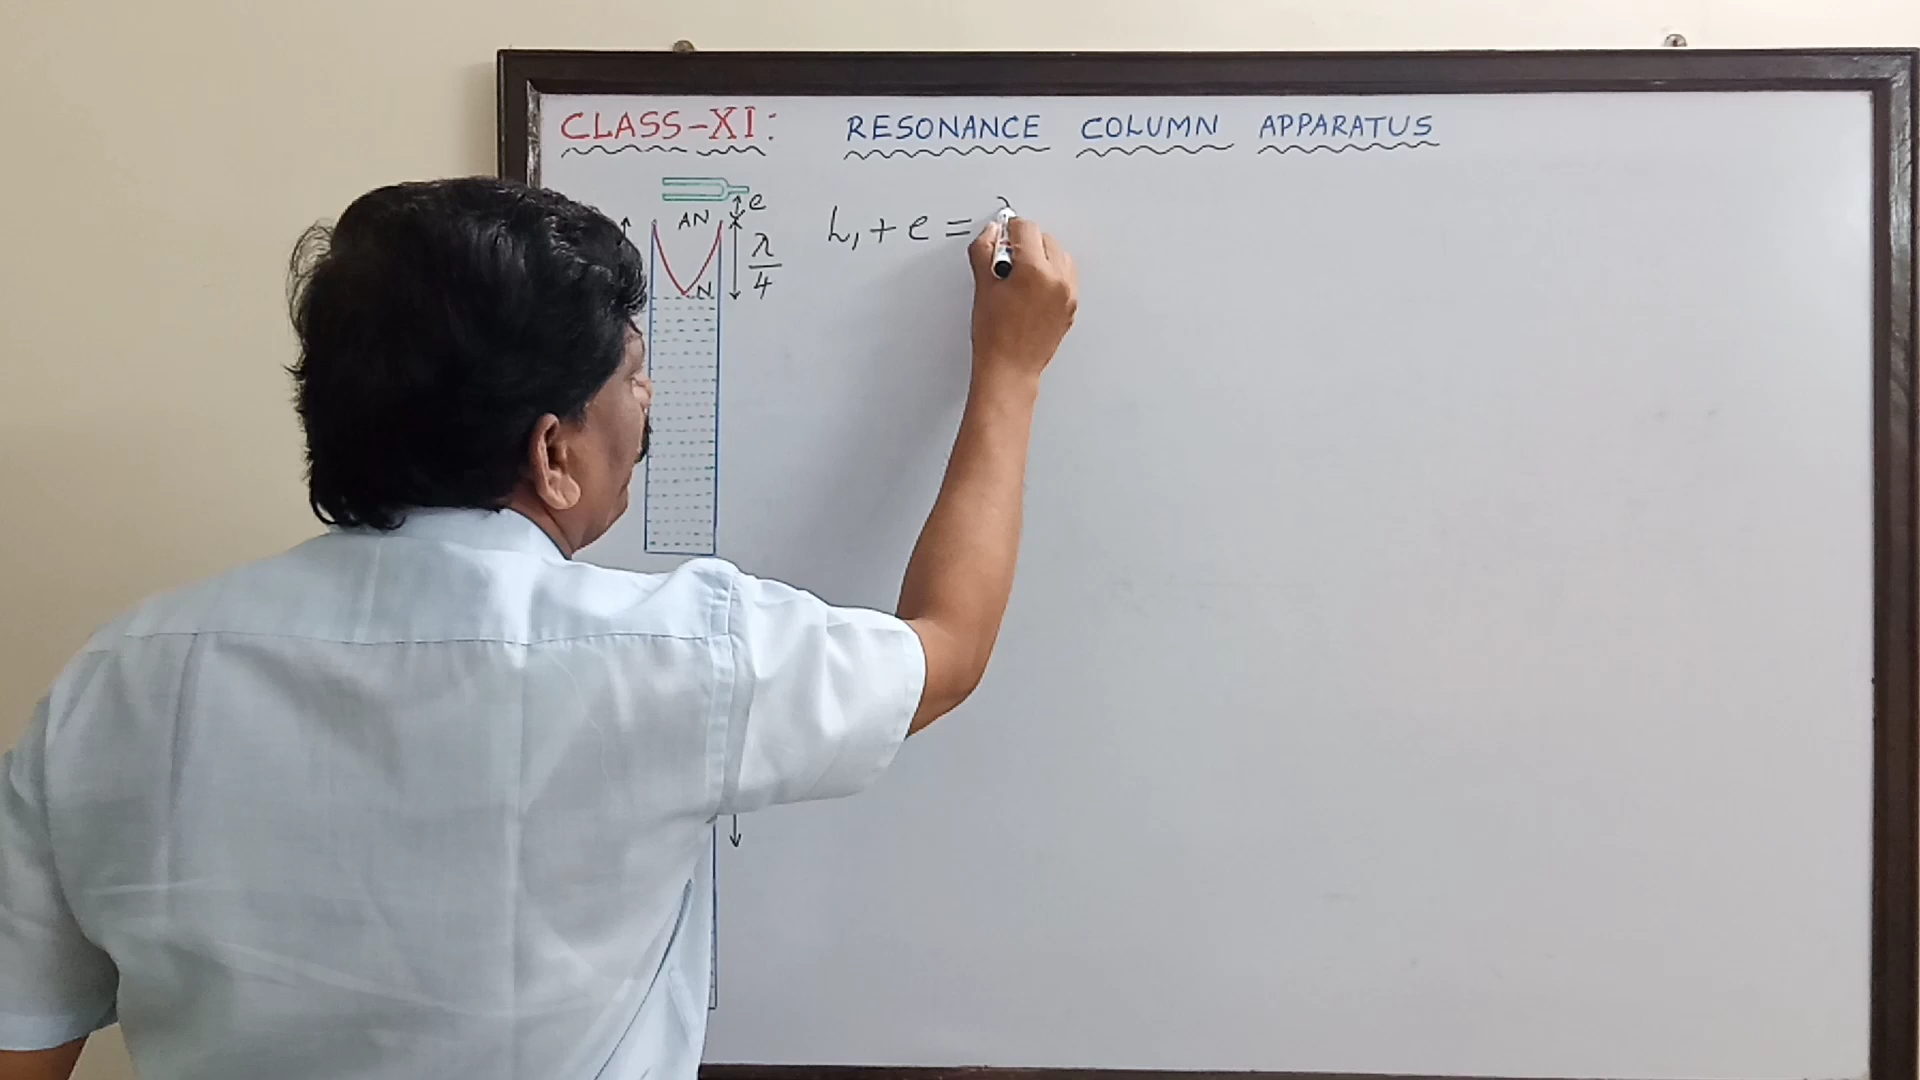 CLASS-XI: RESONANCE COLUMN APPARATUS
e
AN
λ/4
N
L₁ + e =